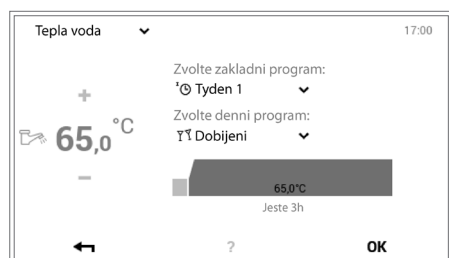 Tepla voda
17:00
Zvolte zakladni program:
Tyden 1
Zvolte denni program:
Dobijeni
+
65,0 °C
−
65,0°C
Jeste 3h
?
OK